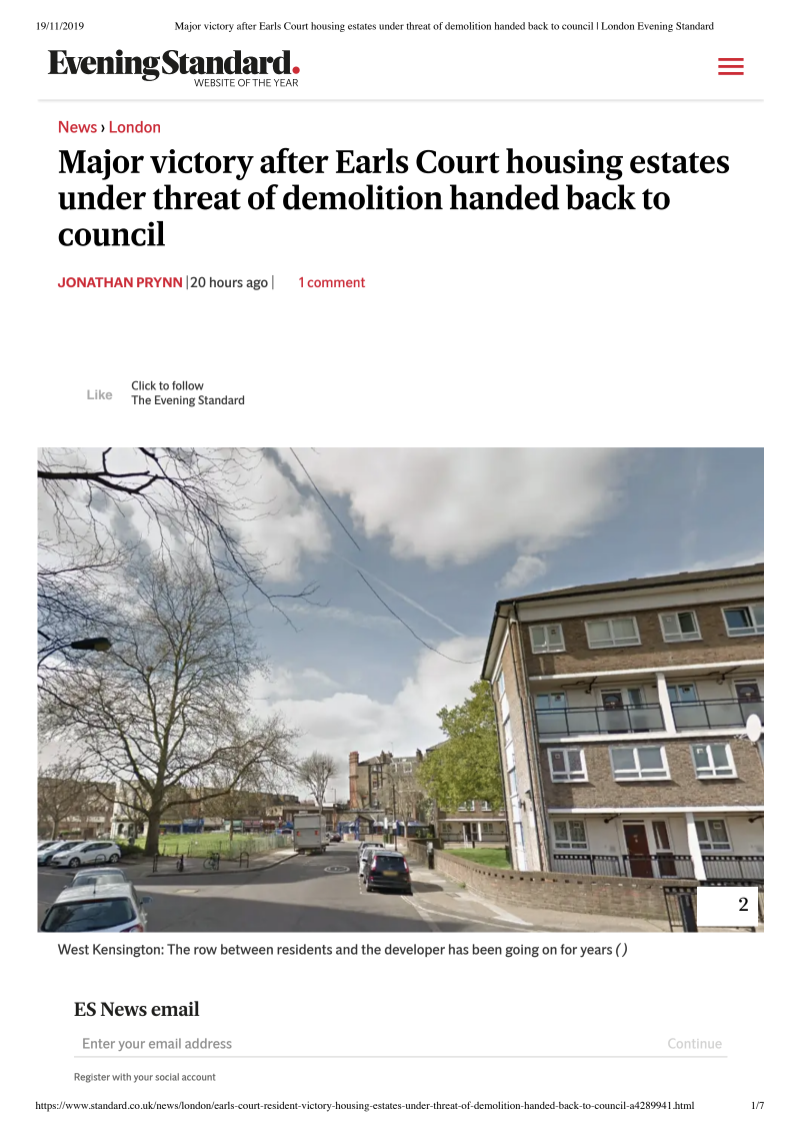 19/11/2019 Major victory after Earls Court housing estates under threat of demolition handed back to council | London Evening Standard
EveningStandard.
WEBSITE OF THE YEAR
News › London
Major victory after Earls Court housing estates
under threat of demolition handed back to
council
JONATHAN PRYNN | 20 hours ago | 1 comment
Like
Click to follow
The Evening Standard
2
West Kensington: The row between residents and the developer has been going on for years ( )
ES News email
Enter your email address Continue
Register with your social account
https://www.standard.co.uk/news/london/earls-court-resident-victory-housing-estates-under-threat-of-demolition-handed-back-to-council-a4289941.html 1/7